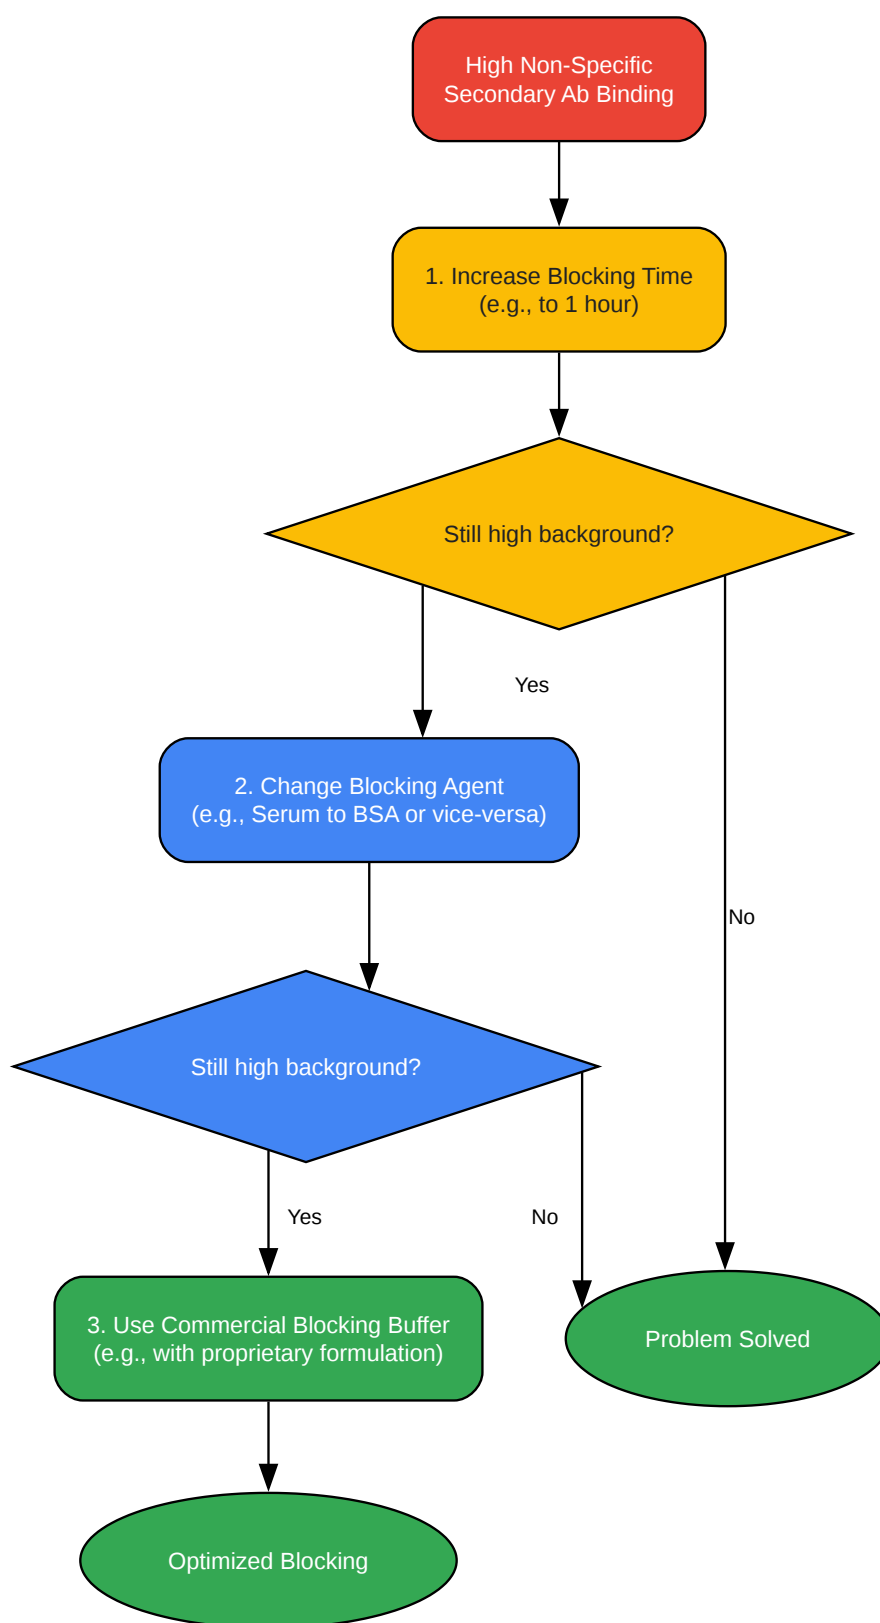 High Non-Specific
Secondary Ab Binding
1. Increase Blocking Time
(e.g., to 1 hour)
Still high background?
Yes
2. Change Blocking Agent
(e.g., Serum to BSA or vice-versa)
No
Still high background?
Yes
No
3. Use Commercial Blocking Buffer
(e.g., with proprietary formulation)
Problem Solved
Optimized Blocking